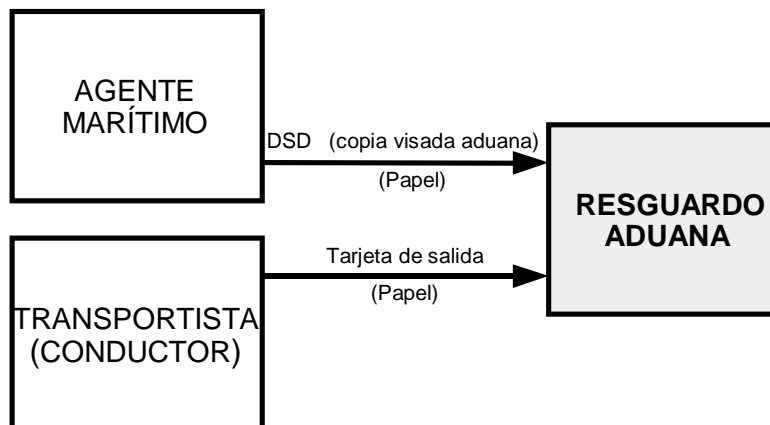 AGENTE
MARÍTIMO
DSD (copia visada aduana)
(Papel)
RESGUARDO
ADUANA
Tarjeta de salida
(Papel)
TRANSPORTISTA
(CONDUCTOR)